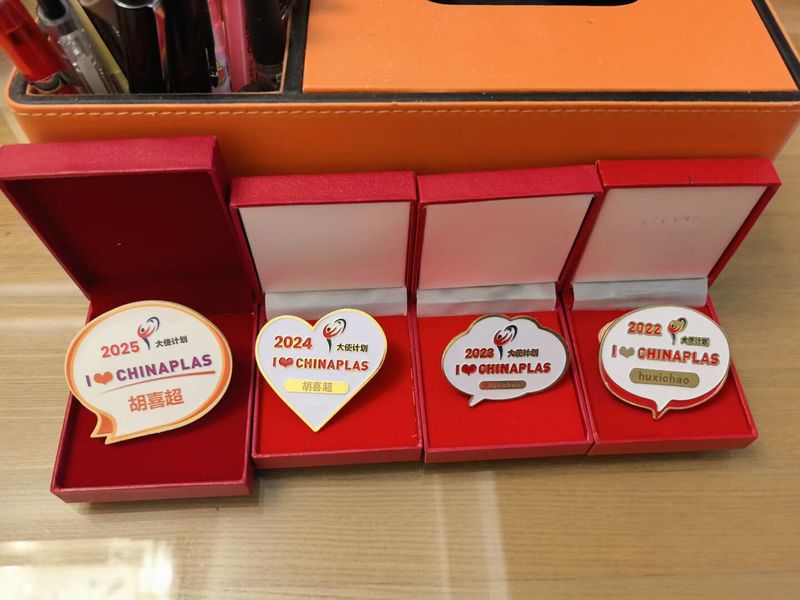 2025 大使计划
I❤CHINAPLAS
胡喜超
2024 大使计划
I❤CHINAPLAS
胡喜超
2023 大使计划
I❤CHINAPLAS
huxichao
2022 大使计划
I❤CHINAPLAS
huxichao